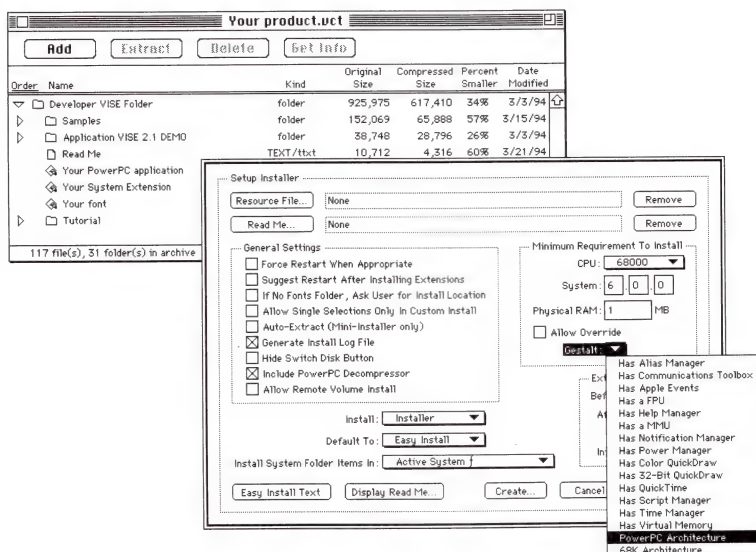 Your product.vct
Add Extract Delete Get Info
Order Name Kind Original Size Compressed Size Percent Smaller Date Modified
Developer VISE Folder folder 925,975 617,410 34% 3/3/94
Samples folder 152,069 65,888 57% 3/15/94
Application VISE 2.1 DEMO folder 38,748 28,796 26% 3/3/94
Read Me TEXT/ttxt 10,712 4,316 60% 3/21/94
Your PowerPC application
Your System Extension
Your font
Tutorial
117 file(s), 31 folder(s) in archive
Setup Installer
Resource File... None Remove
Read Me... None Remove
General Settings
Force Restart When Appropriate
Suggest Restart After Installing Extensions
If No Fonts Folder, Ask User for Install Location
Allow Single Selections Only In Custom Install
Auto-Extract (Mini-Installer only)
Generate Install Log File
Hide Switch Disk Button
Include PowerPC Decompressor
Allow Remote Volume Install
Install: Installer
Default To: Easy Install
Install System Folder Items In: Active System ƒ
Easy Install Text Display Read Me... Create... Cancel
Minimum Requirement To Install
CPU: 68000
System: 6 . 0 . 0
Physical RAM: 1 MB
Allow Override
Gestalt:
Has Alias Manager
Has Communications Toolbox
Has Apple Events
Has a FPU
Has Help Manager
Has a MMU
Has Notification Manager
Has Power Manager
Has Color QuickDraw
Has 32-Bit QuickDraw
Has QuickTime
Has Script Manager
Has Time Manager
Has Virtual Memory
PowerPC Architecture
68K Architecture